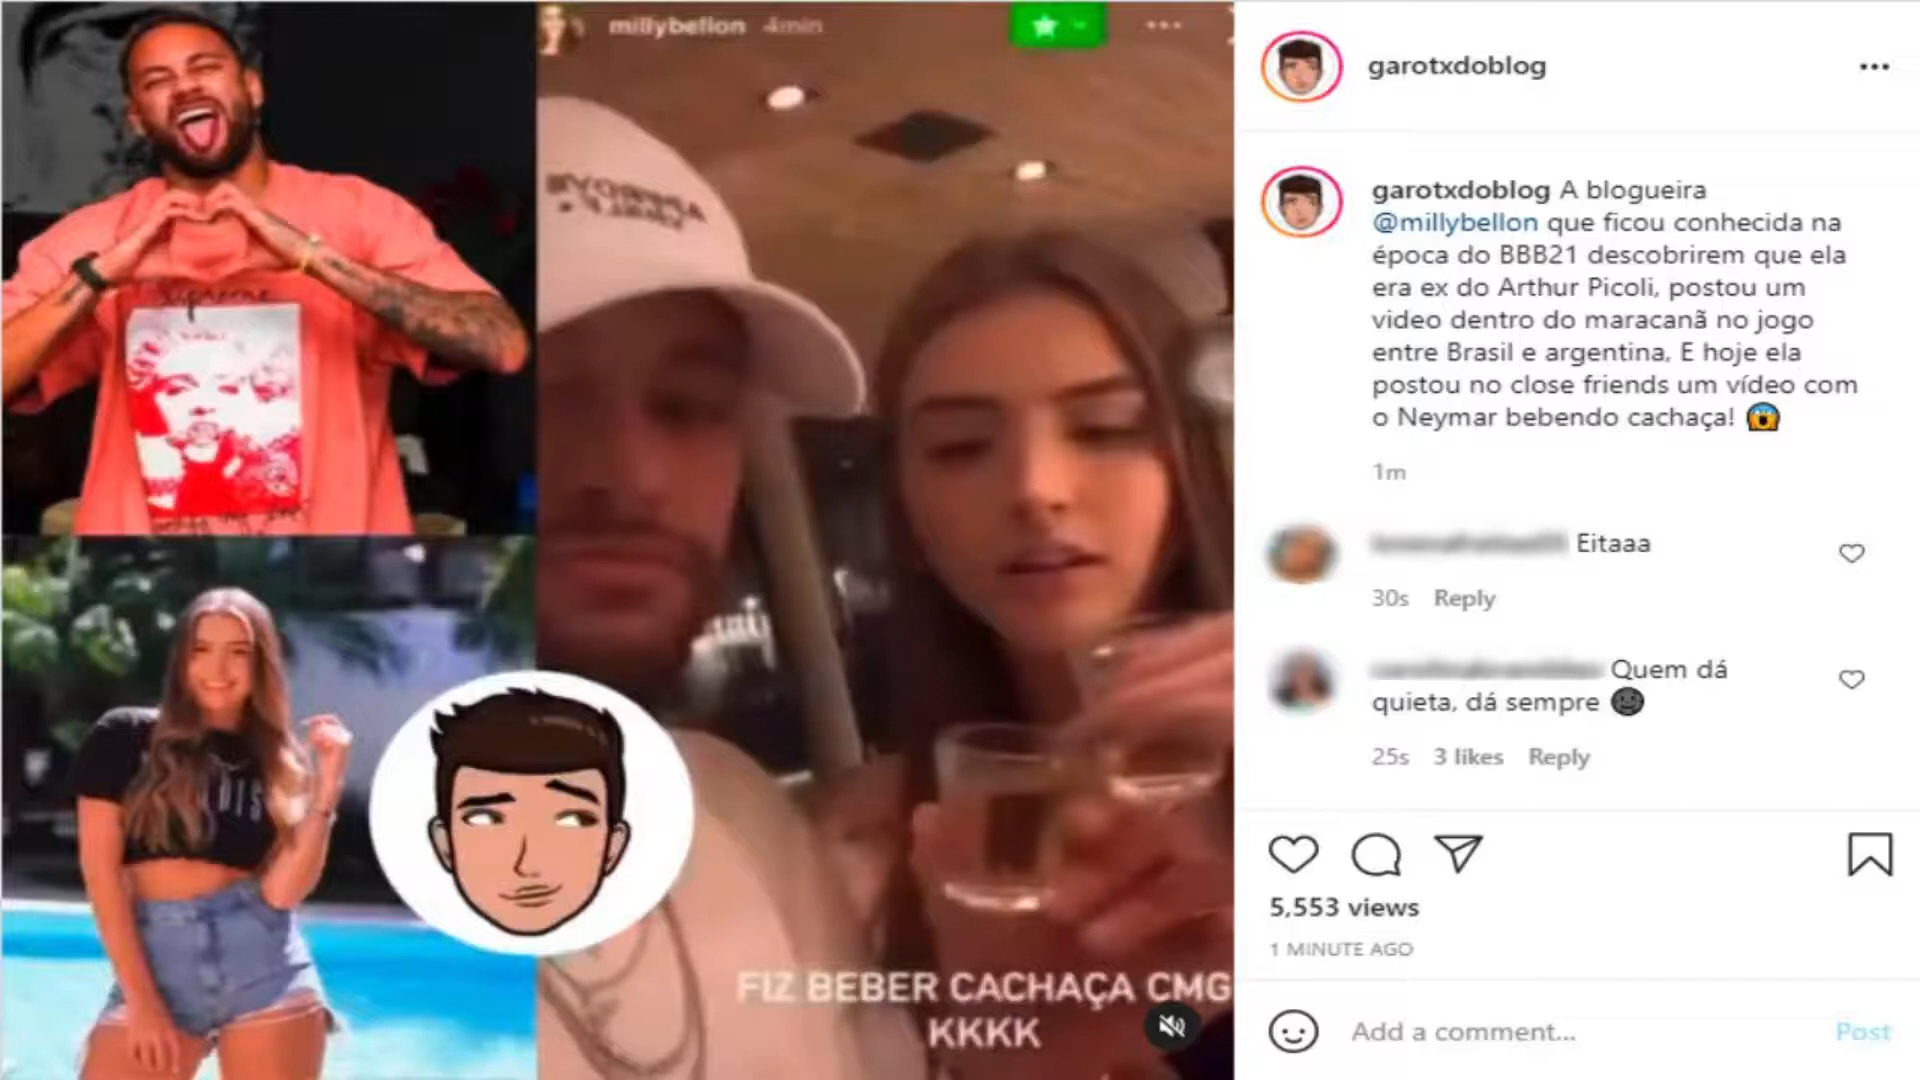 millybellon 4min
Supreme
FIZ BEBER CACHAÇA CMG
KKKK
garotxdoblog
garotxdoblog A blogueira
@millybellon que ficou conhecida na
época do BBB21 descobrirem que ela
era ex do Arthur Picoli, postou um
video dentro do maracanã no jogo
entre Brasil e argentina, E hoje ela
postou no close friends um vídeo com
o Neymar bebendo cachaça! 😱
1m
Eitaaa
30s Reply
Quem dá
quieta, dá sempre 🌚
25s 3 likes Reply
5,553 views
1 MINUTE AGO
Add a comment... Post